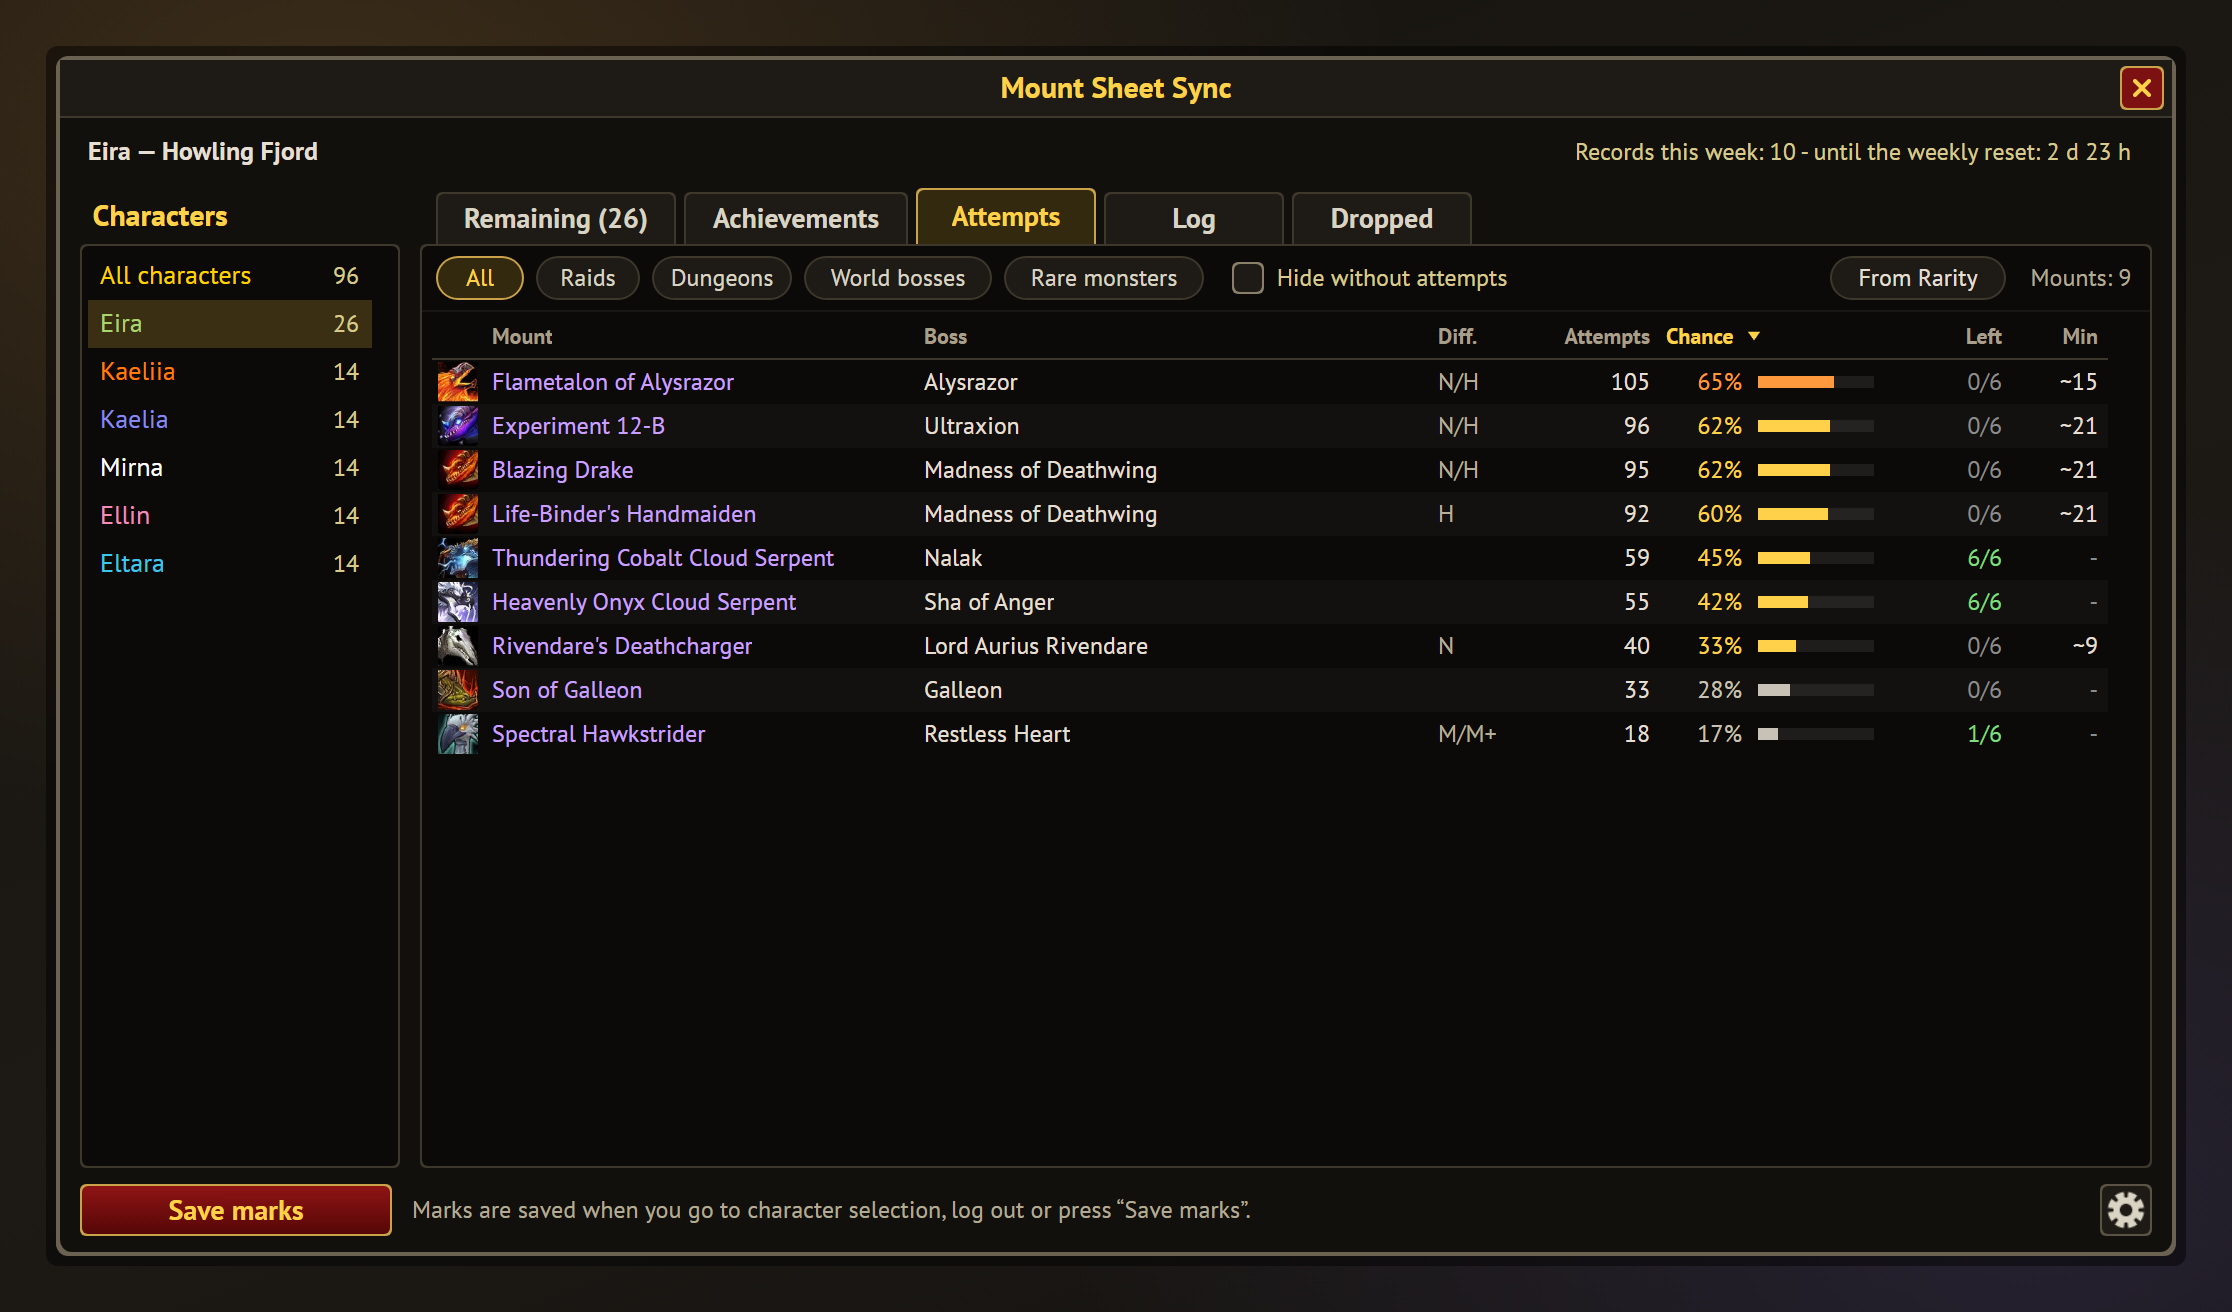 Mount Sheet Sync
Eira — Howling Fjord
Records this week: 10 - until the weekly reset: 2 d 23 h
Characters
All characters 96
Eira 26
Kaeliia 14
Kaelia 14
Mirna 14
Ellin 14
Eltara 14
Remaining (26) Achievements Attempts Log Dropped
All Raids Dungeons World bosses Rare monsters Hide without attempts From Rarity Mounts: 9
Mount Boss Diff. Attempts Chance Left Min
Flametalon of Alysrazor Alysrazor N/H 105 65% 0/6 ~15
Experiment 12-B Ultraxion N/H 96 62% 0/6 ~21
Blazing Drake Madness of Deathwing N/H 95 62% 0/6 ~21
Life-Binder's Handmaiden Madness of Deathwing H 92 60% 0/6 ~21
Thundering Cobalt Cloud Serpent Nalak 59 45% 6/6 -
Heavenly Onyx Cloud Serpent Sha of Anger 55 42% 6/6 -
Rivendare's Deathcharger Lord Aurius Rivendare N 40 33% 0/6 ~9
Son of Galleon Galleon 33 28% 0/6 -
Spectral Hawkstrider Restless Heart M/M+ 18 17% 1/6 -
Save marks
Marks are saved when you go to character selection, log out or press “Save marks”.